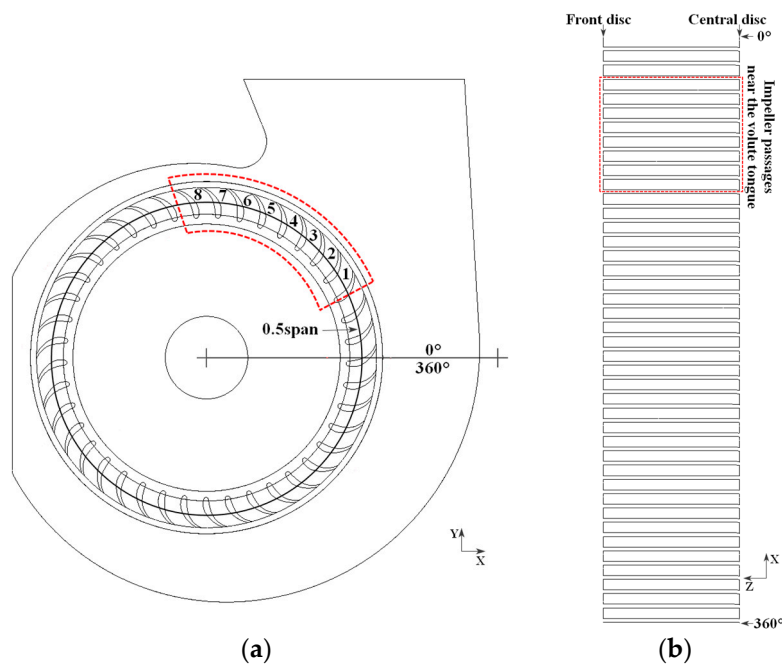 Front disc
Central disc
0°
Impeller passages
near the volute tongue
8
7
6
5
4
3
2
1
0.5span
0°
360°
Y
X
X
Z
360°
(a)
(b)